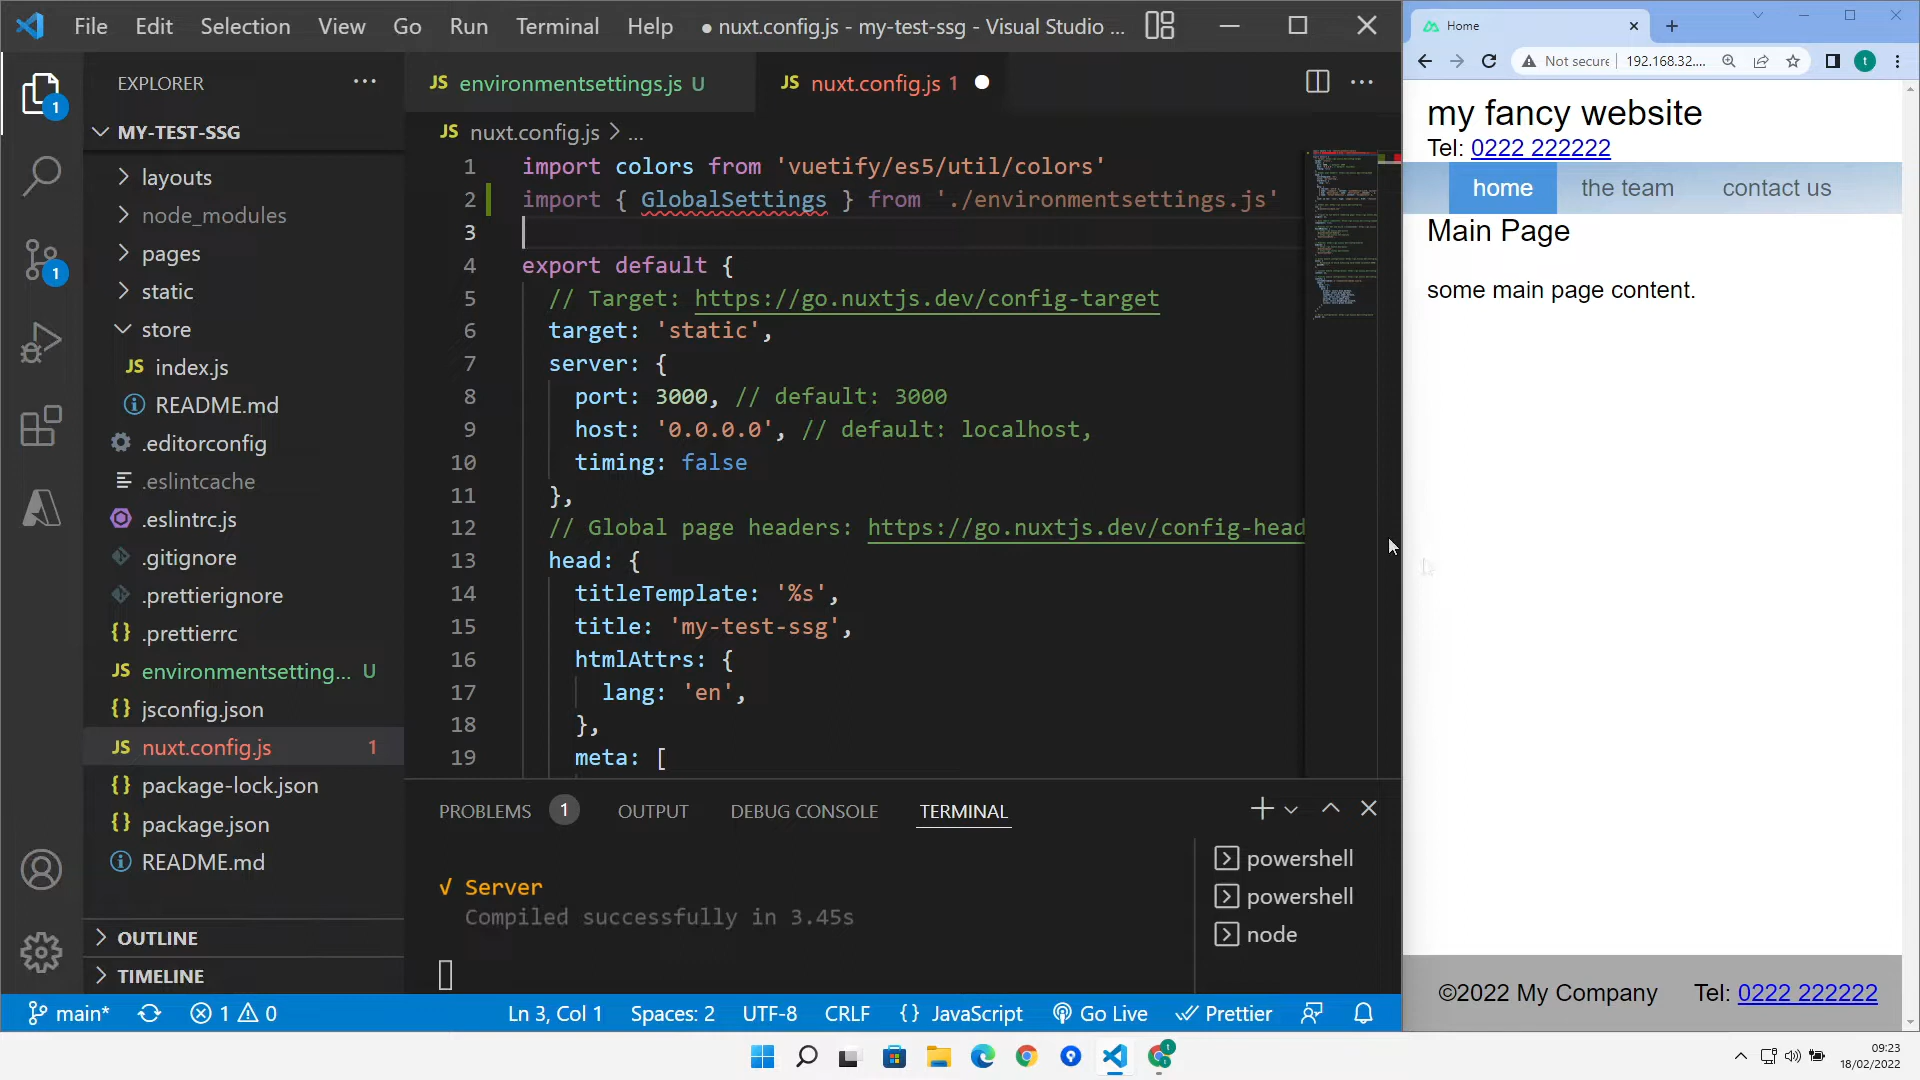 File Edit Selection View Go Run Terminal Help ● nuxt.config.js - my-test-ssg - Visual Studio ...
EXPLORER
MY-TEST-SSG
layouts
node_modules
pages
static
store
JS index.js
README.md
.editorconfig
.eslintcache
.eslintrc.js
.gitignore
.prettierignore
{} .prettierrc
JS environmentsetting... U
{} jsconfig.json
JS nuxt.config.js 1
{} package-lock.json
{} package.json
README.md
OUTLINE
TIMELINE
1
1
JS environmentsettings.js U
JS nuxt.config.js 1
JS nuxt.config.js > ...
1 import colors from 'vuetify/es5/util/colors'
2 import { GlobalSettings } from './environmentsettings.js'
3
4 export default {
5 // Target: https://go.nuxtjs.dev/config-target
6 target: 'static',
7 server: {
8 port: 3000, // default: 3000
9 host: '0.0.0.0', // default: localhost,
10 timing: false
11 },
12 // Global page headers: https://go.nuxtjs.dev/config-head
13 head: {
14 titleTemplate: '%s',
15 title: 'my-test-ssg',
16 htmlAttrs: {
17 lang: 'en',
18 },
19 meta: [
PROBLEMS 1 OUTPUT DEBUG CONSOLE TERMINAL
√ Server
Compiled successfully in 3.45s
powershell
powershell
node
main* 1 0 Ln 3, Col 1 Spaces: 2 UTF-8 CRLF {} JavaScript Go Live Prettier
Home
Not secure 192.168.32.... t
my fancy website
Tel: 0222 222222
home the team contact us
Main Page
some main page content.
©2022 My Company Tel: 0222 222222
t
09:23
18/02/2022